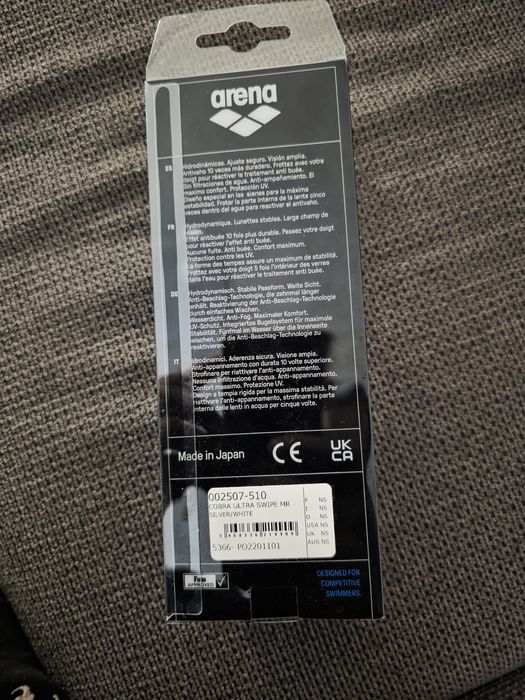 arena
ES
Hidrodinámicas. Ajuste seguro. Visión amplia.
Antivaho 10 veces más duradero. Frottez avec votre
doigt pour réactiver le traitement anti buée.
Sin filtraciones de agua. Anti-empañamiento. El
máximo confort. Protección UV.
Diseño especial en las sienes para la máxima
estabilidad. Frotar la parte interna de la lente cinco
veces dentro del agua para reactivar el antivaho.
FR
Hydrodynamique. Lunettes stables. Large champ de
vision.
Effet antibuée 10 fois plus durable. Passez votre doigt
pour réactiver l'effet anti buée.
Aucune fuite. Anti buée. Confort maximum.
Protection contre les UV.
La forme des tempes assure un maximum de stabilité.
Frottez avec votre doigt 5 fois l'intérieur des verres
dans l'eau pour réactiver le traitement anti buée
DE
Hydrodynamisch. Stabile Passform. Weite Sicht.
Anti-Beschlag-Technologie, die zehnmal länger
anhält. Reaktivierung der Anti-Beschlag-Technologie
durch einfaches Wischen.
Wasserdicht. Anti-Fog. Maximaler Komfort.
UV-Schutz. Integriertes Bugelsystem für maximale
Stabilität. Fünfmal im Wasser über die Innenseite
wischen, um die Anti-Beschlag-Technologie zu
reaktivieren.
IT
Idrodinamici. Aderenza sicura. Visione ampia.
Anti-appannamento con durata 10 volte superiore.
Strofinare per riattivare l'anti-appannamento.
Nessuna infiltrazione d'acqua. Anti-appannamento.
Confort massimo. Protezione UV.
Design a tempia rigida per la massima stabilità. Per
riattivare l'anti-appannamento, strofinare la parte
interna delle lenti in acqua per cinque volte.
Made in Japan
CE
UK
CA
002507-510
COBRA ULTRA SWIPE MR
SILVER/WHITE
5366- PO2201101
F NS
I NS
D NS
USA NS
UK NS
AUS NS
Fina
APPROVED
DESIGNED FOR
COMPETITIVE
SWIMMERS.